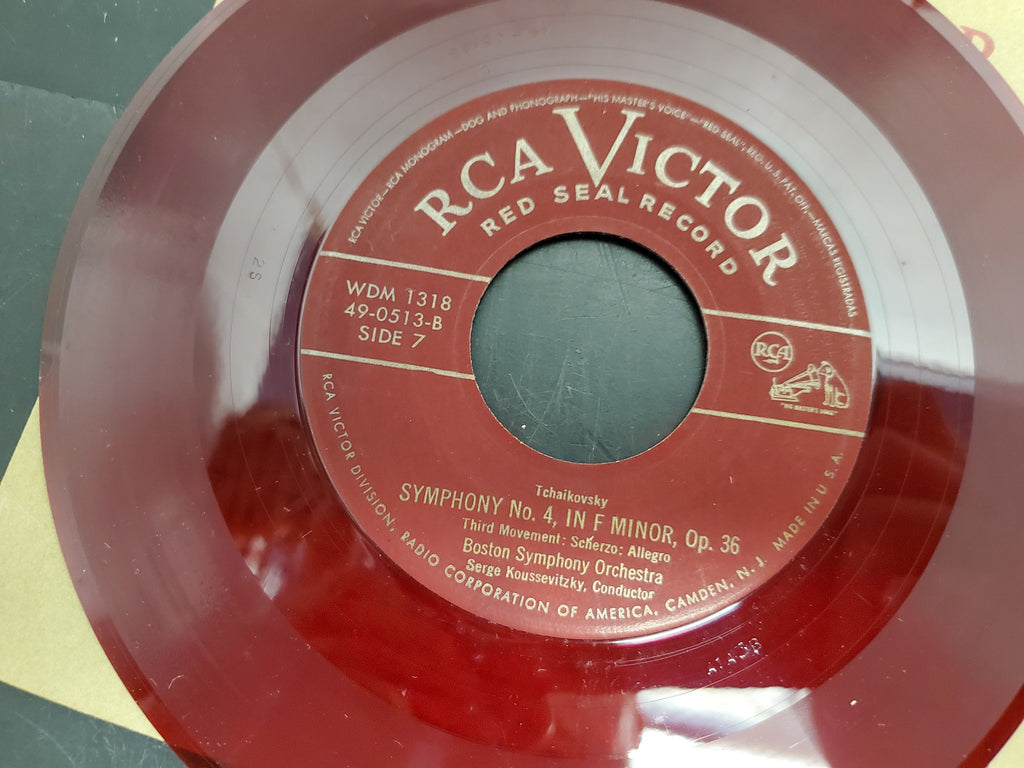 RCA VICTOR—RCA MONOGRAM—DOG AND PHONOGRAPH—"HIS MASTER'S VOICE"—"RED SEAL", REG. U.S. PAT. OFF.—MARCAS REGISTRADAS
RCA VICTOR
RED SEAL RECORD
WDM 1318
49-0513-B
SIDE 7
RCA
"HIS MASTER'S VOICE"
Tchaikovsky
SYMPHONY No. 4, IN F MINOR, Op. 36
Third Movement: Scherzo: Allegro
Boston Symphony Orchestra
Serge Koussevitzky, Conductor
RCA VICTOR DIVISION, RADIO CORPORATION OF AMERICA, CAMDEN, N. J. MADE IN U.S.A.
2S
R